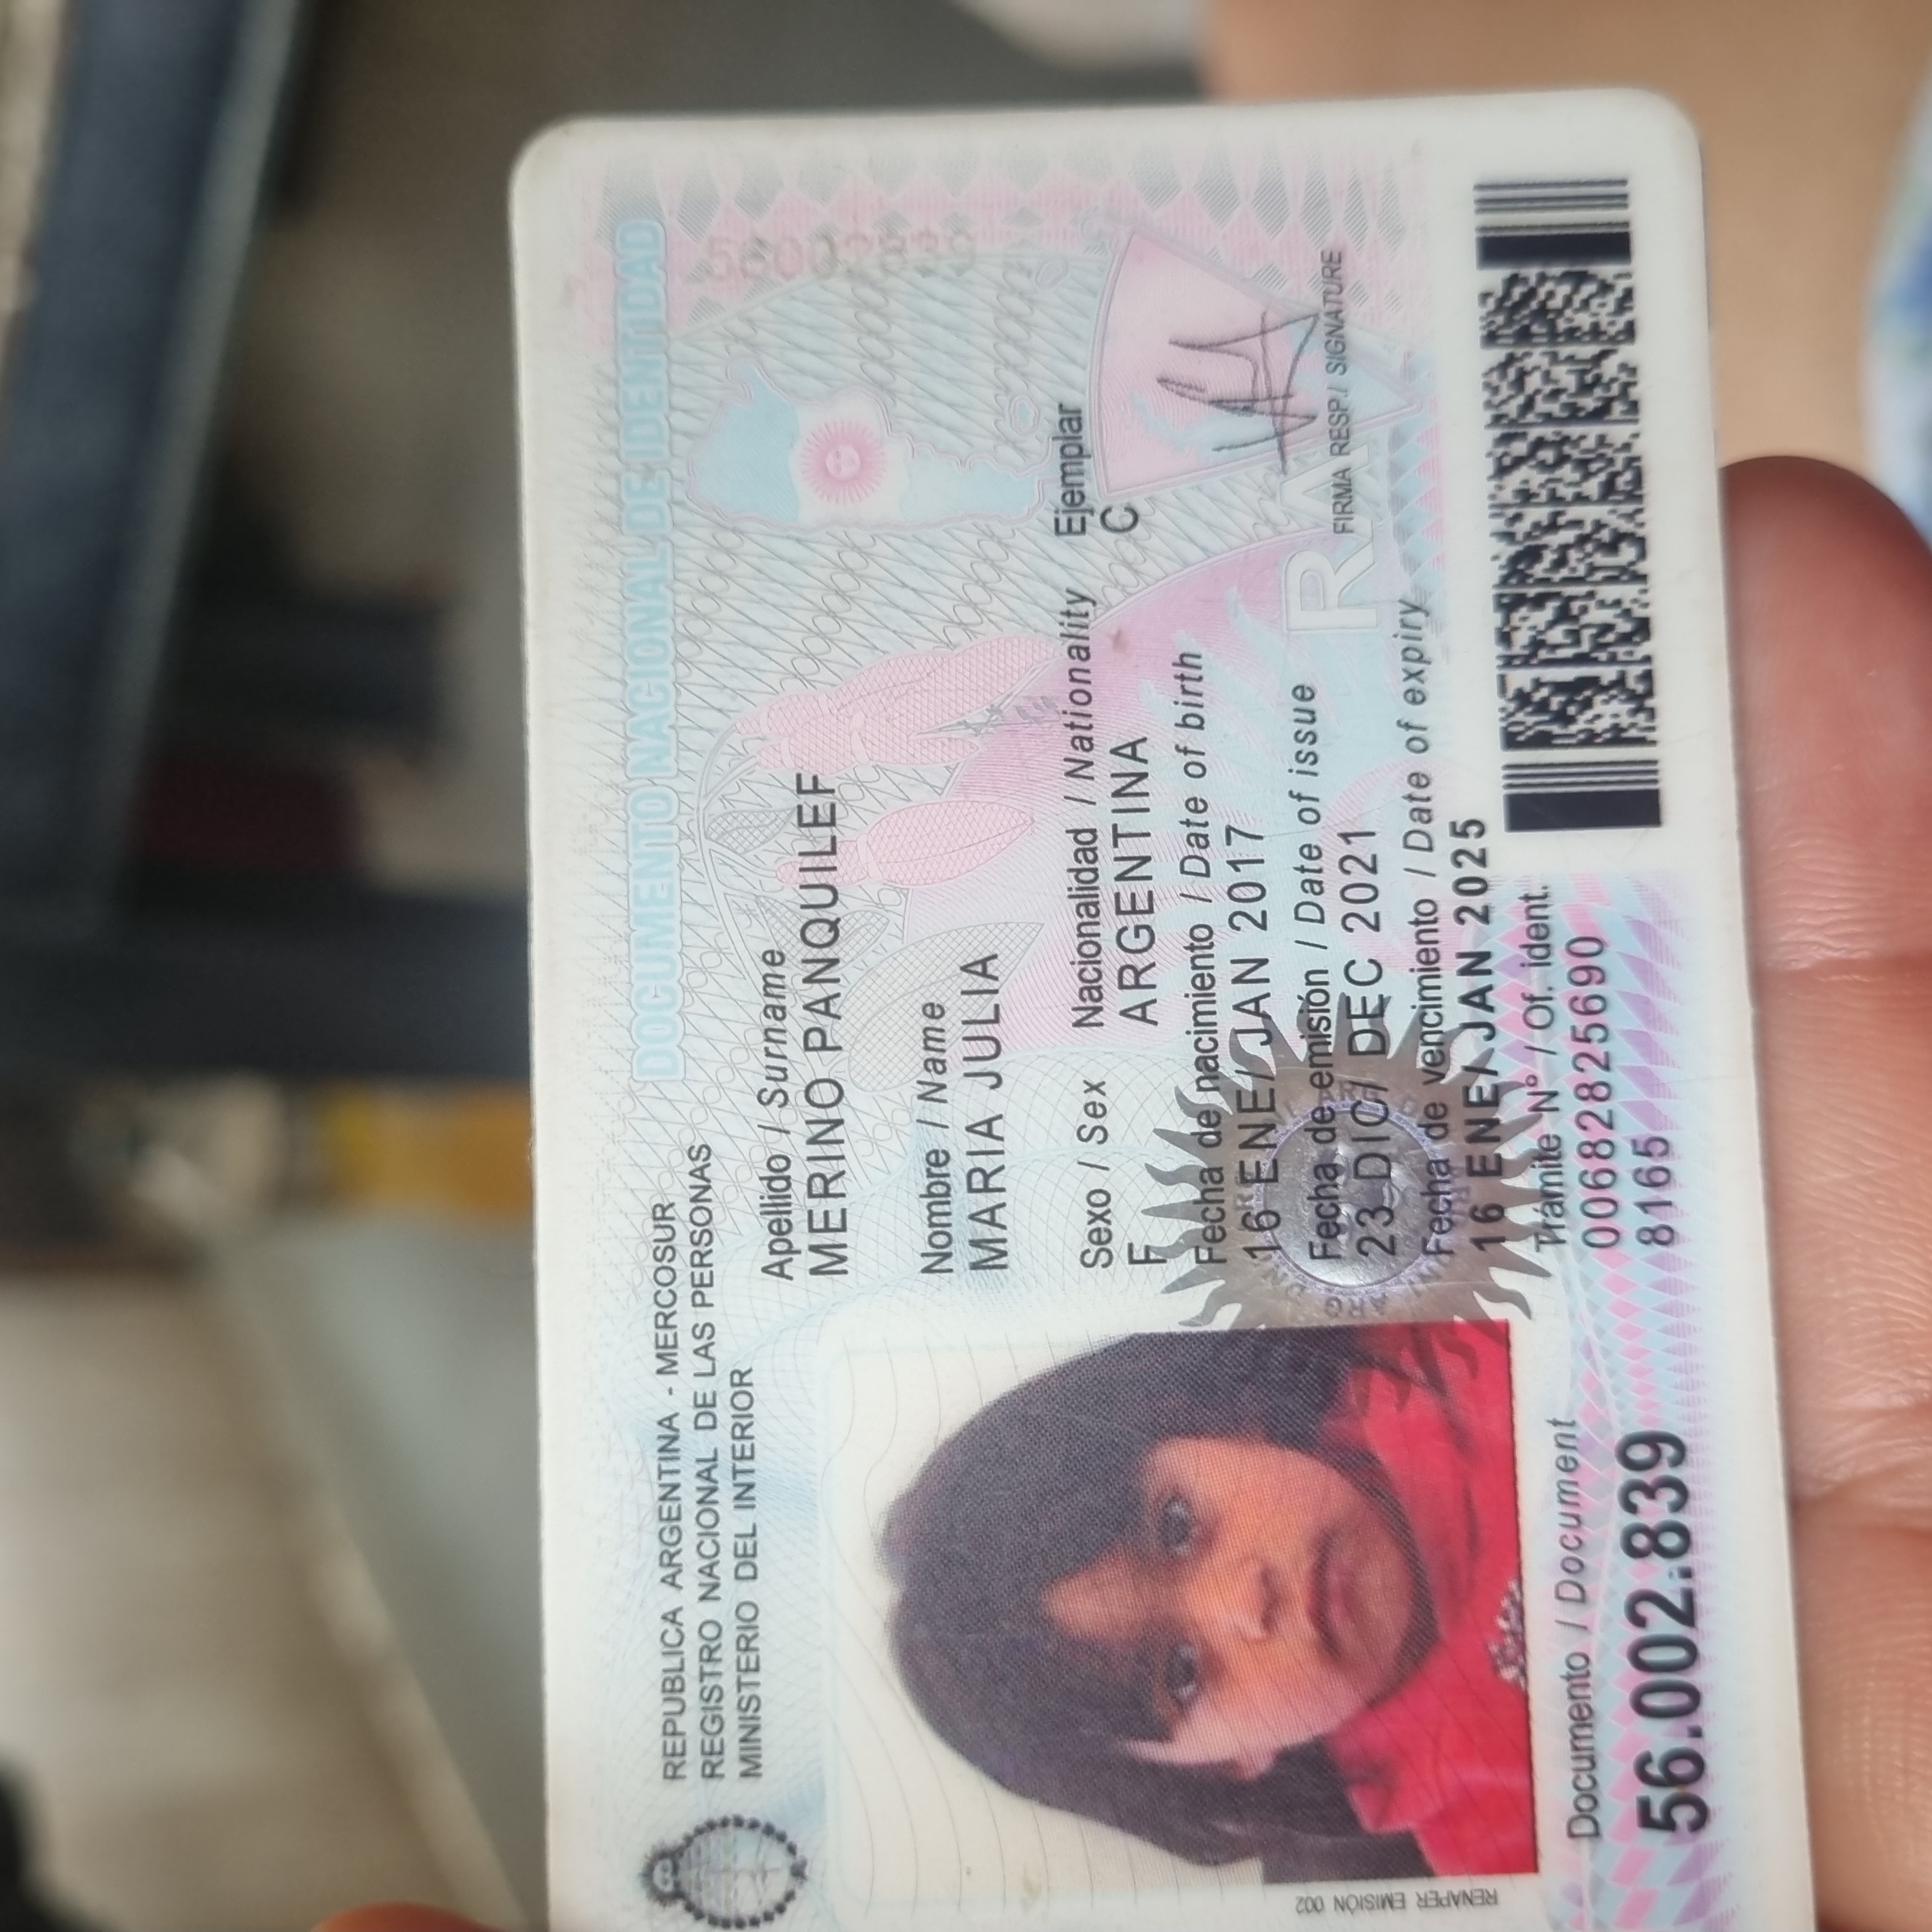 DOCUMENTO NACIONAL DE IDENTIDAD
REPUBLICA ARGENTINA - MERCOSUR
REGISTRO NACIONAL DE LAS PERSONAS
MINISTERIO DEL INTERIOR
Apellido / Surname
MERINO PANQUILEF
Nombre / Name
MARIA JULIA
Sexo / Sex Nacionalidad / Nationality Ejemplar
F ARGENTINA C
Fecha de nacimiento / Date of birth
16 ENE/ JAN 2017
Fecha de emisión / Date of issue
23 DIC/ DEC 2021
RA
FIRMA RESP./ SIGNATURE
Fecha de vencimiento / Date of expiry
16 ENE/ JAN 2025
RENAPER EMISIÓN 002
Documento / Document
56.002.839
Trámite Nº / Of. ident.
00682825690
8165